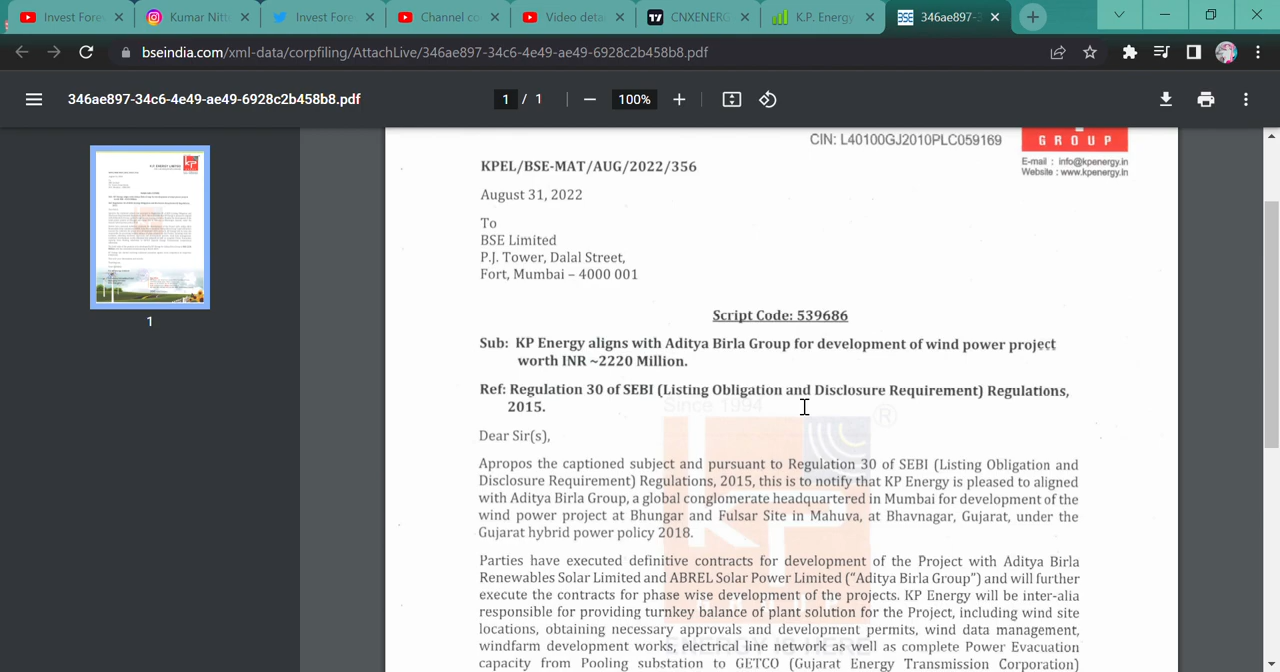 Invest Fore
Kumar Nitt
Invest Fore
Channel co
Video deta
CNXENERG
K.P. Energy
346ae897-3
bseindia.com/xml-data/corpfiling/AttachLive/346ae897-34c6-4e49-ae49-6928c2b458b8.pdf
346ae897-34c6-4e49-ae49-6928c2b458b8.pdf
1 / 1
100%
1
CIN: L40100GJ2010PLC059169
GROUP
E-mail : info@kpenergy.in
Website : www.kpenergy.in
KPEL/BSE-MAT/AUG/2022/356
August 31, 2022
To
BSE Limited
P.J. Tower, Dalal Street,
Fort, Mumbai – 4000 001
Script Code: 539686
Sub: KP Energy aligns with Aditya Birla Group for development of wind power project
worth INR ~2220 Million.
Ref: Regulation 30 of SEBI (Listing Obligation and Disclosure Requirement) Regulations,
2015.
Since 1994
Dear Sir(s),
Apropos the captioned subject and pursuant to Regulation 30 of SEBI (Listing Obligation and
Disclosure Requirement) Regulations, 2015, this is to notify that KP Energy is pleased to aligned
with Aditya Birla Group, a global conglomerate headquartered in Mumbai for development of the
wind power project at Bhungar and Fulsar Site in Mahuva, at Bhavnagar, Gujarat, under the
Gujarat hybrid power policy 2018.
Parties have executed definitive contracts for development of the Project with Aditya Birla
Renewables Solar Limited and ABREL Solar Power Limited ("Aditya Birla Group") and will further
execute the contracts for phase wise development of the projects. KP Energy will be inter-alia
responsible for providing turnkey balance of plant solution for the Project, including wind site
locations, obtaining necessary approvals and development permits, wind data management,
windfarm development works, electrical line network as well as complete Power Evacuation
capacity from Pooling substation to GETCO (Gujarat Energy Transmission Corporation)